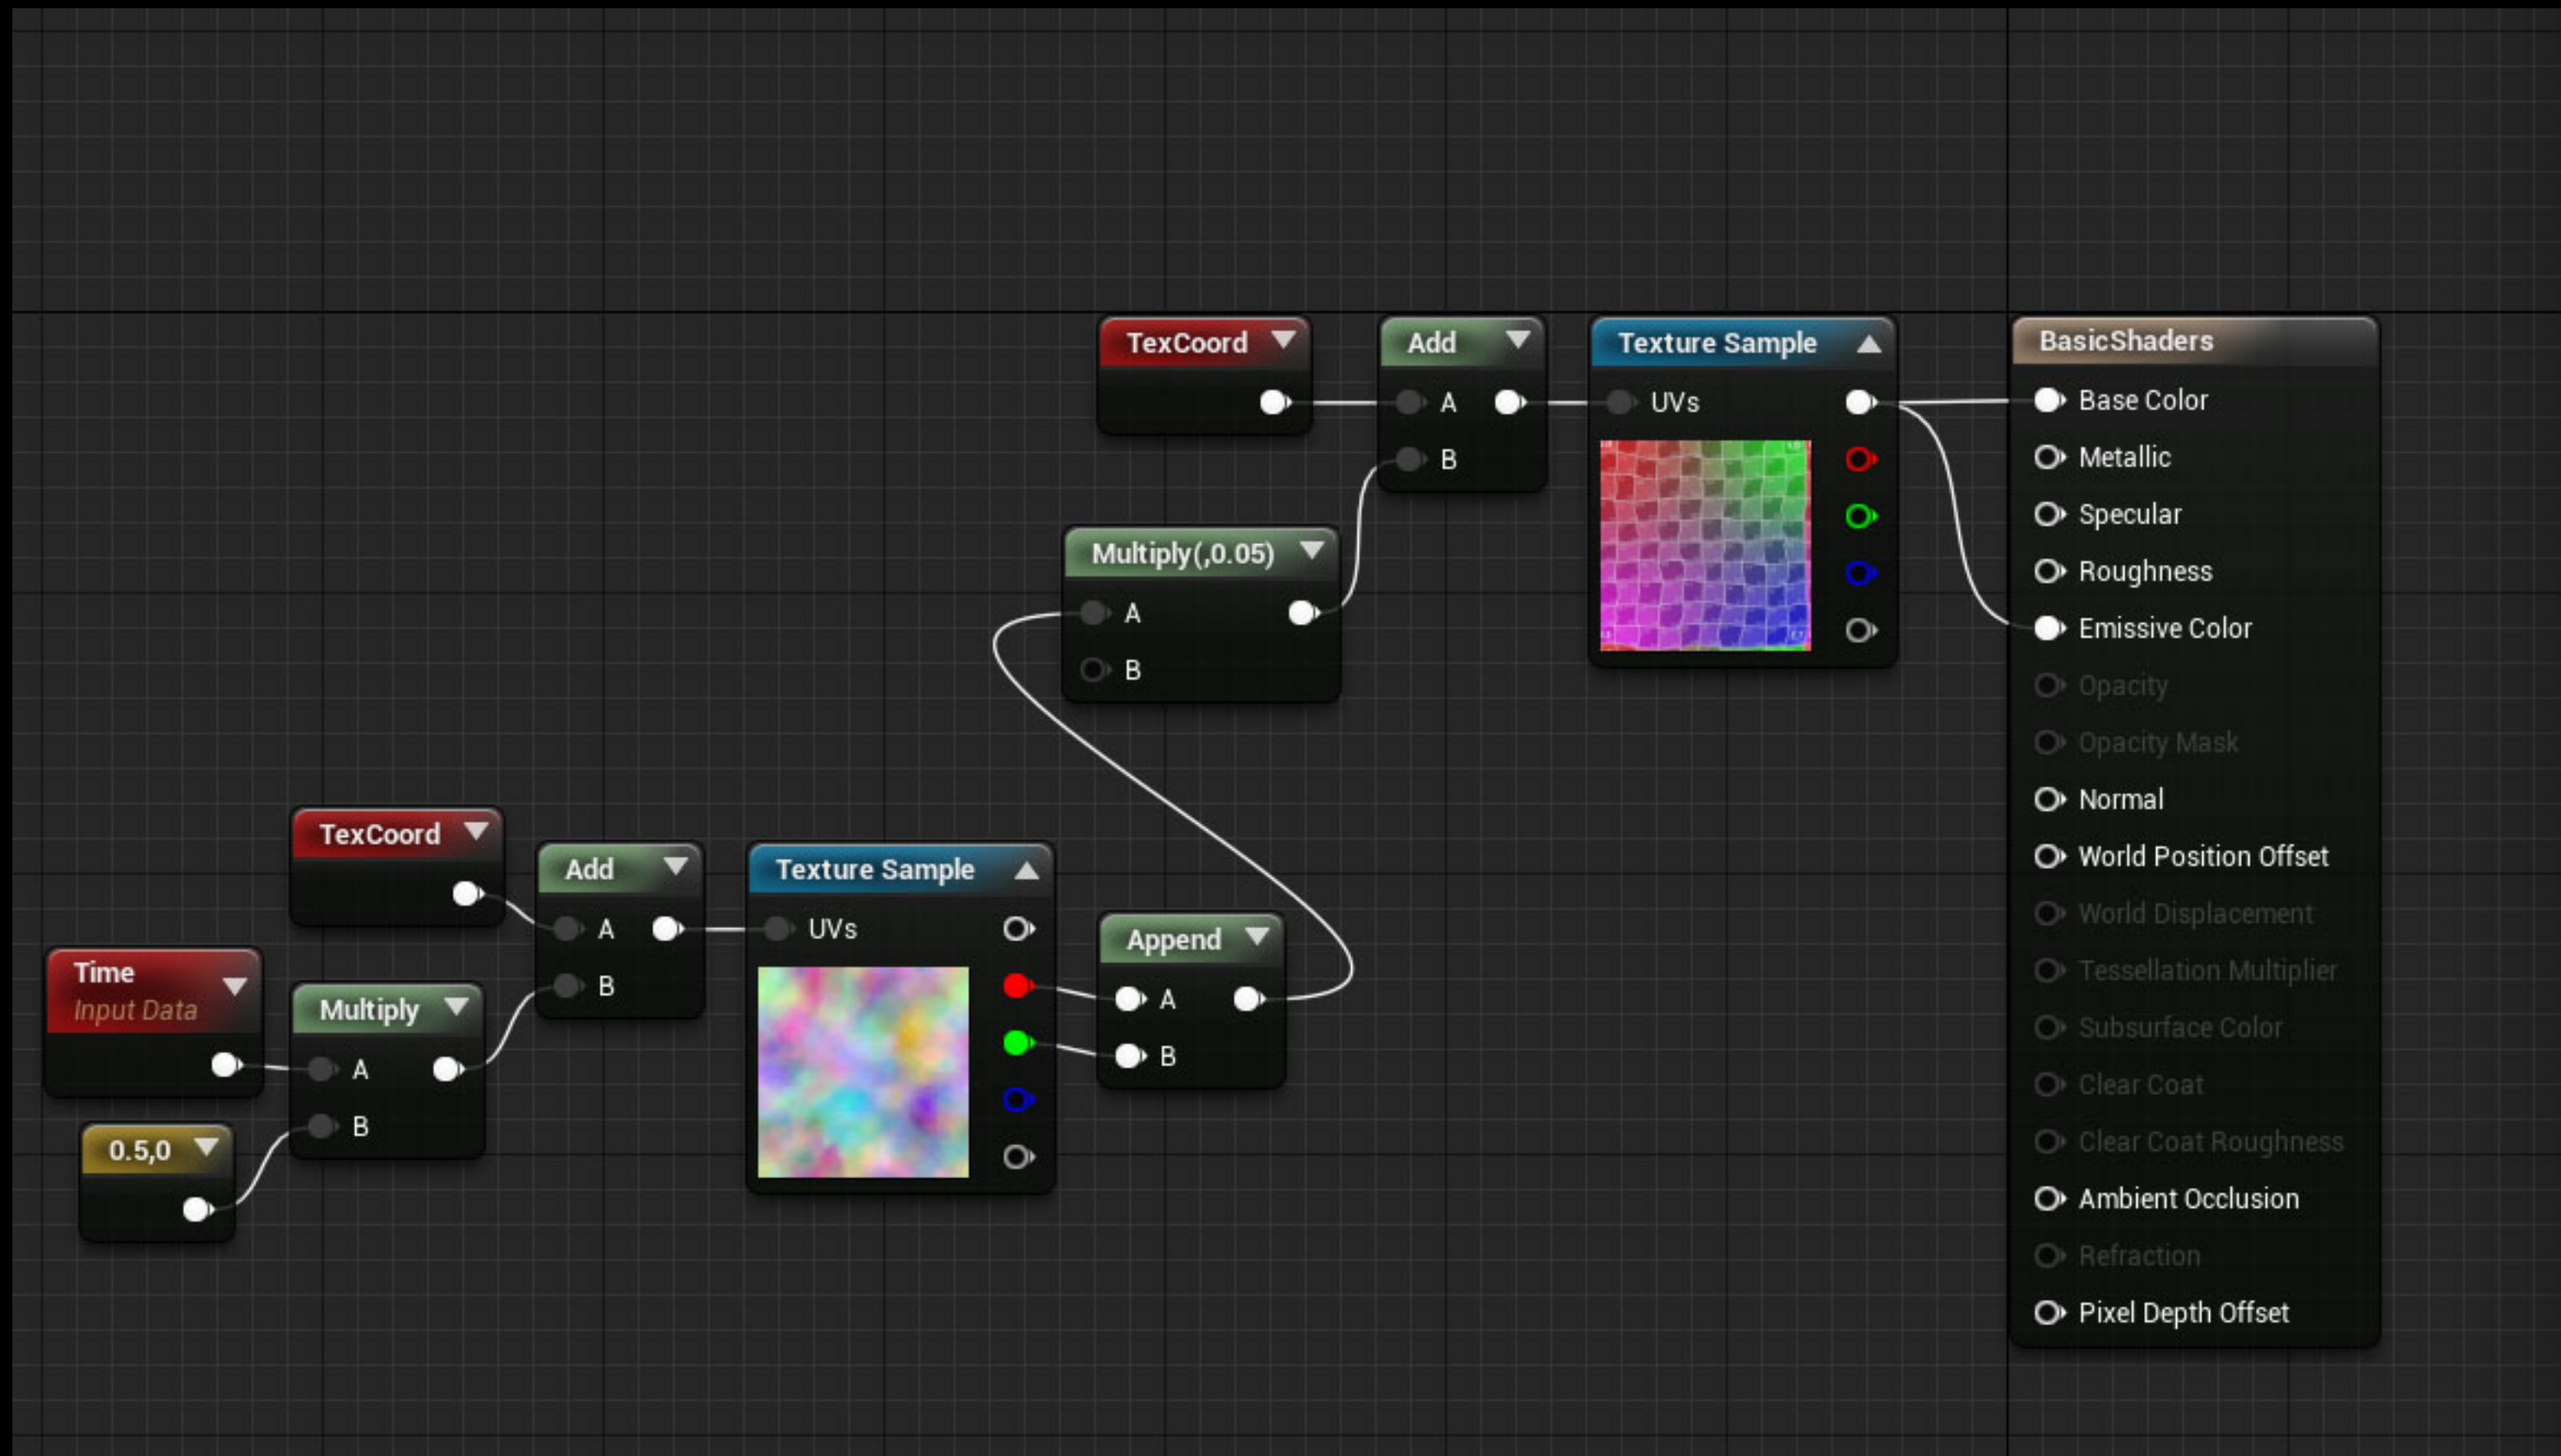 TexCoord
Add
Texture Sample
BasicShaders
A
UVs
Base Color
B
Metallic
Specular
Multiply(,0.05)
Roughness
A
Emissive Color
B
Opacity
Opacity Mask
Normal
TexCoord
World Position Offset
Add
Texture Sample
World Displacement
A
UVs
Append
Time
Input Data
B
Tessellation Multiplier
Multiply
A
Subsurface Color
A
B
Clear Coat
B
0.5,0
Clear Coat Roughness
Ambient Occlusion
Refraction
Pixel Depth Offset